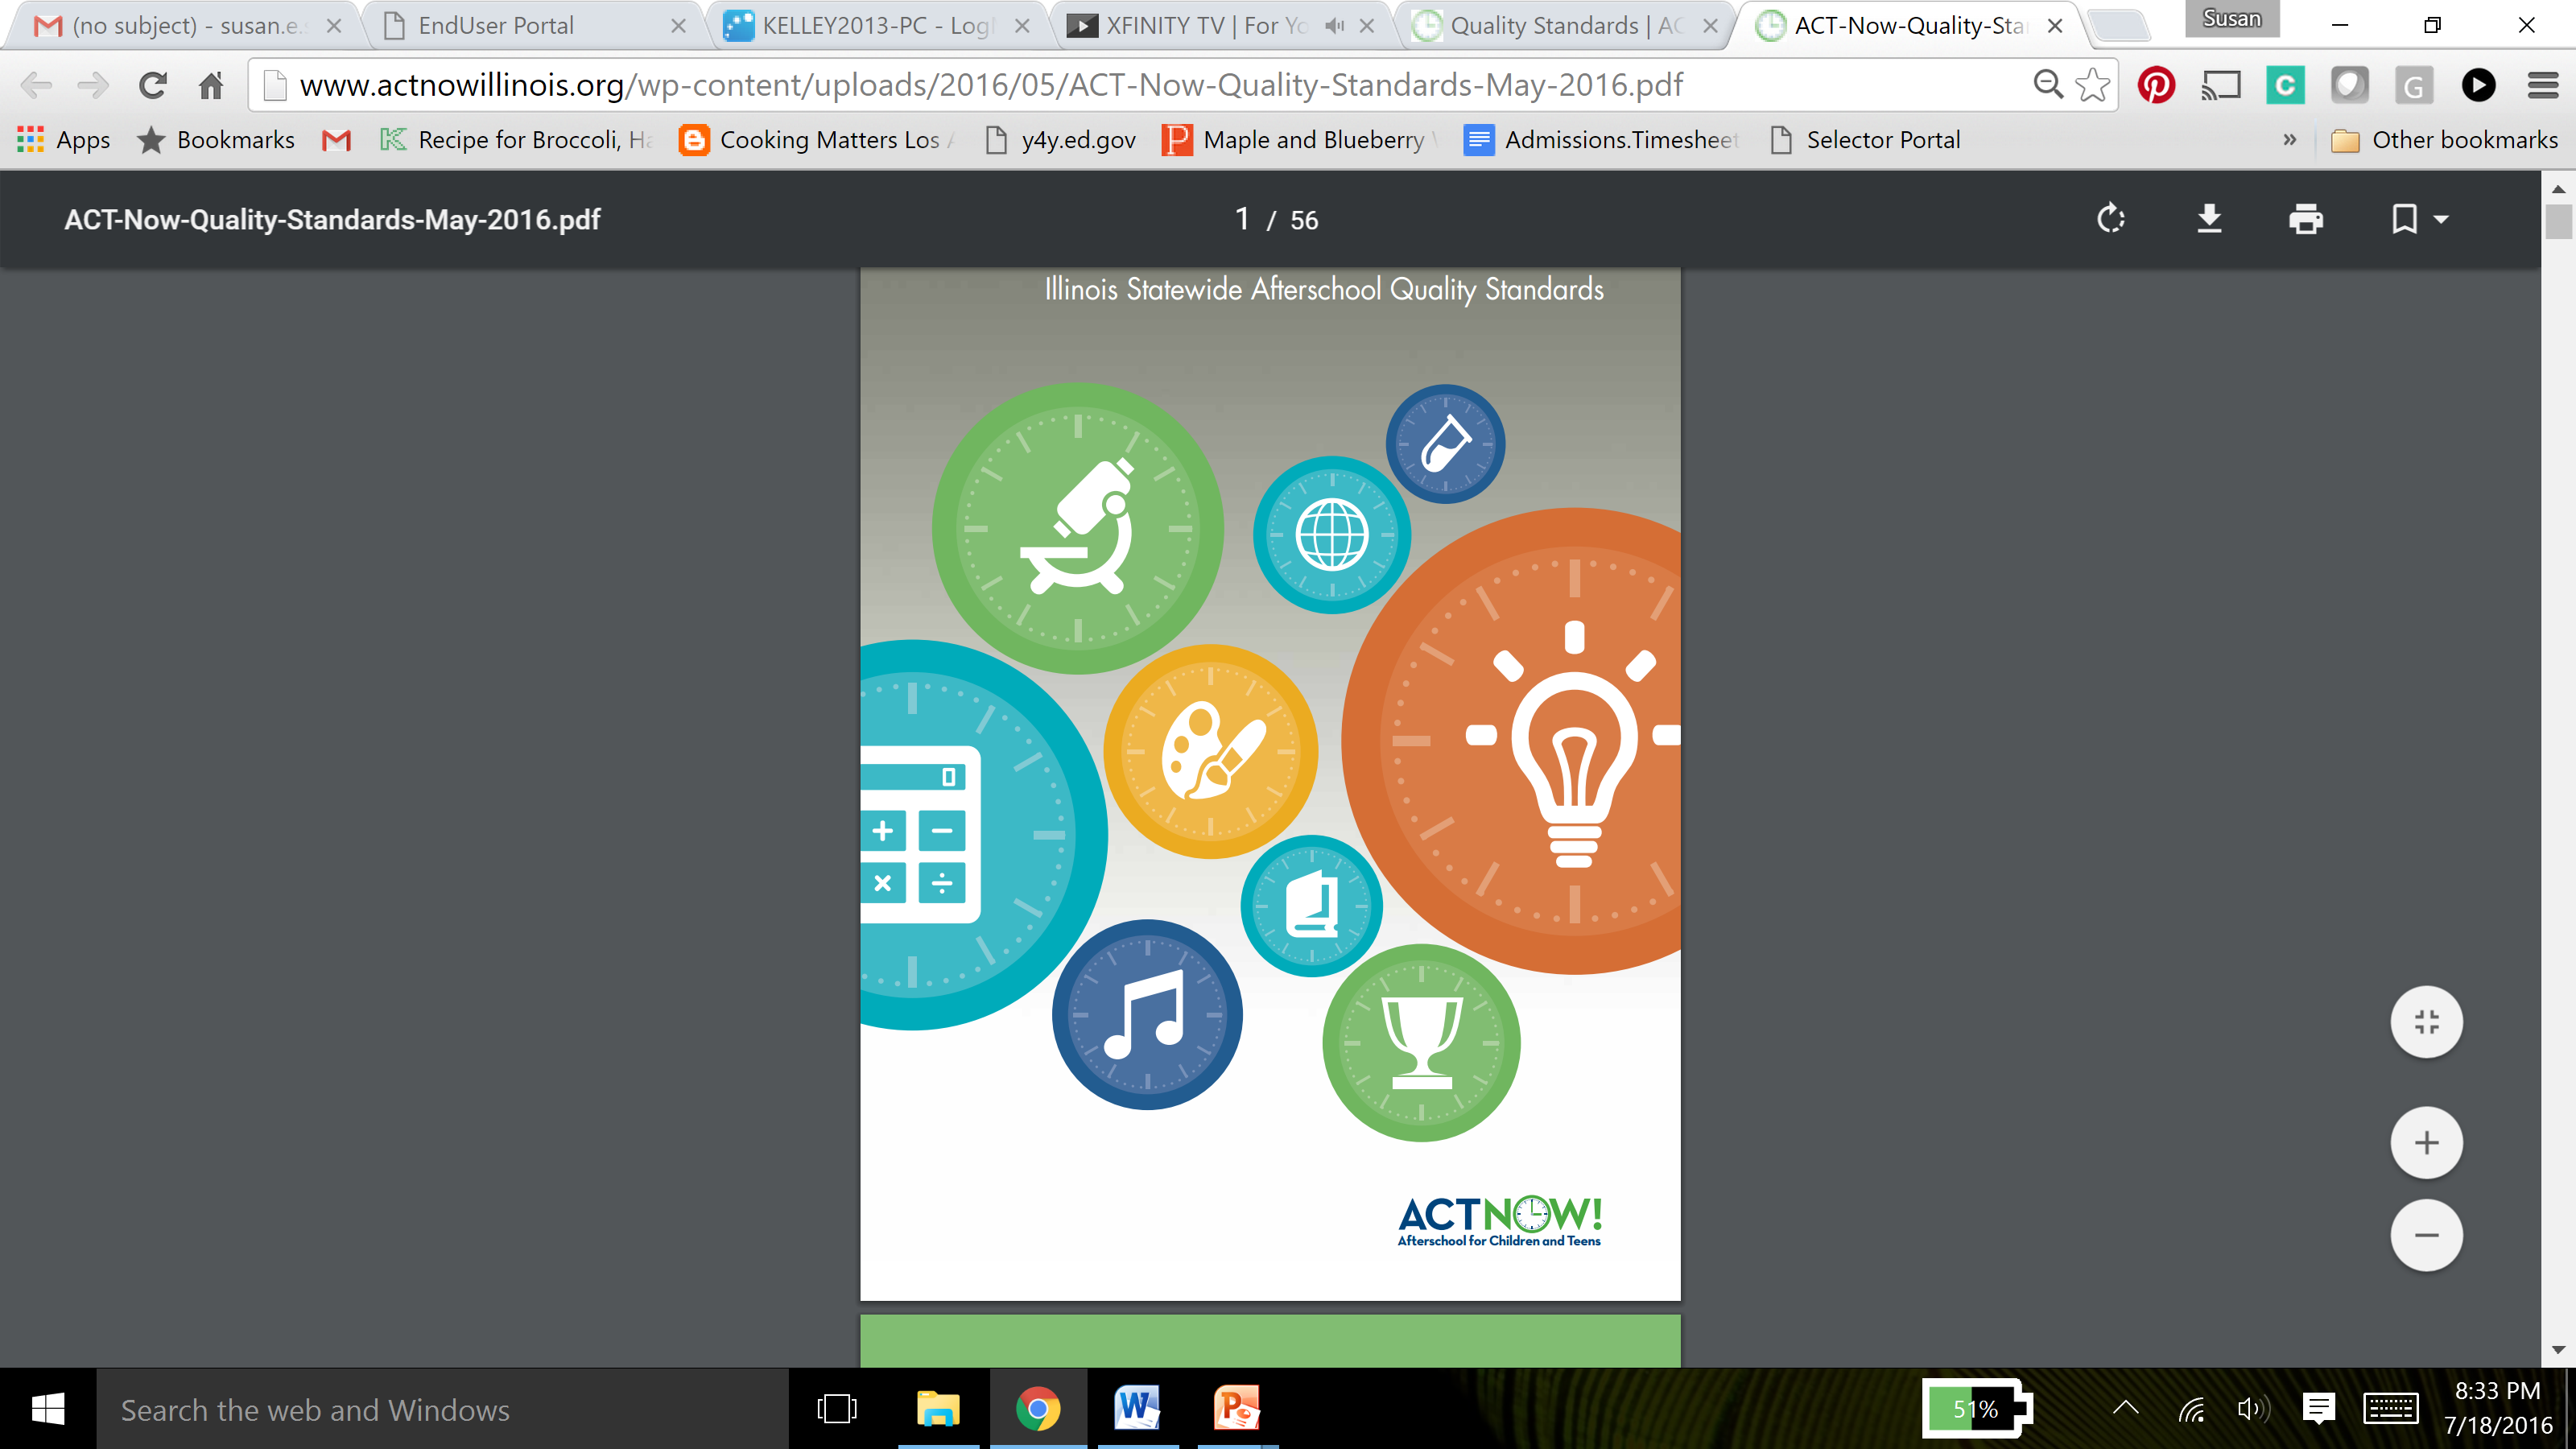 (no subject) - susan.e.s
EndUser Portal
KELLEY2013-PC - Log
XFINITY TV | For Yo
Quality Standards | AC
ACT-Now-Quality-Sta
Susan
www.actnowillinois.org/wp-content/uploads/2016/05/ACT-Now-Quality-Standards-May-2016.pdf
C
G
Apps
Bookmarks
Recipe for Broccoli, Ha
Cooking Matters Los A
y4y.ed.gov
Maple and Blueberry
Admissions.Timesheet
Selector Portal
»
Other bookmarks
ACT-Now-Quality-Standards-May-2016.pdf
1 / 56
Illinois Statewide Afterschool Quality Standards
0
+ −
× ÷
ACTNOW!
Afterschool for Children and Teens
Search the web and Windows
51%
8:33 PM
7/18/2016